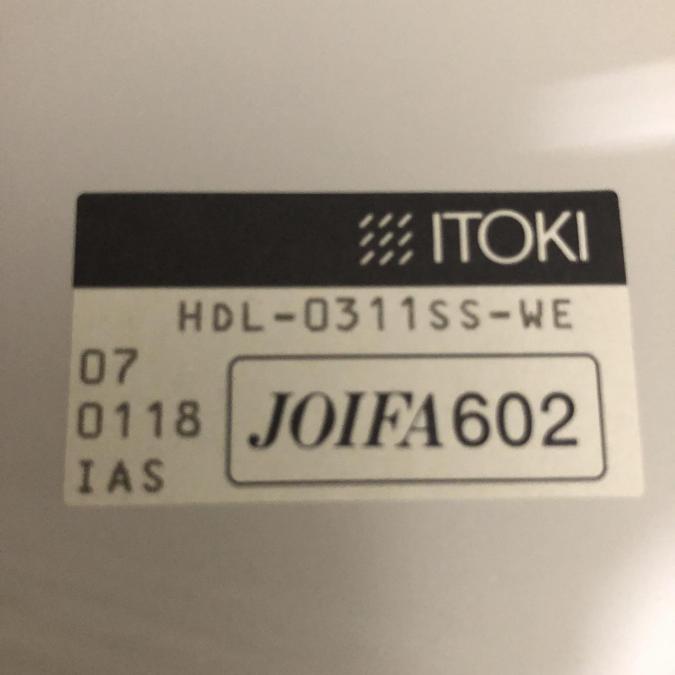 ITOKI
HDL-0311SS-WE
07
0118
IAS
JOIFA602